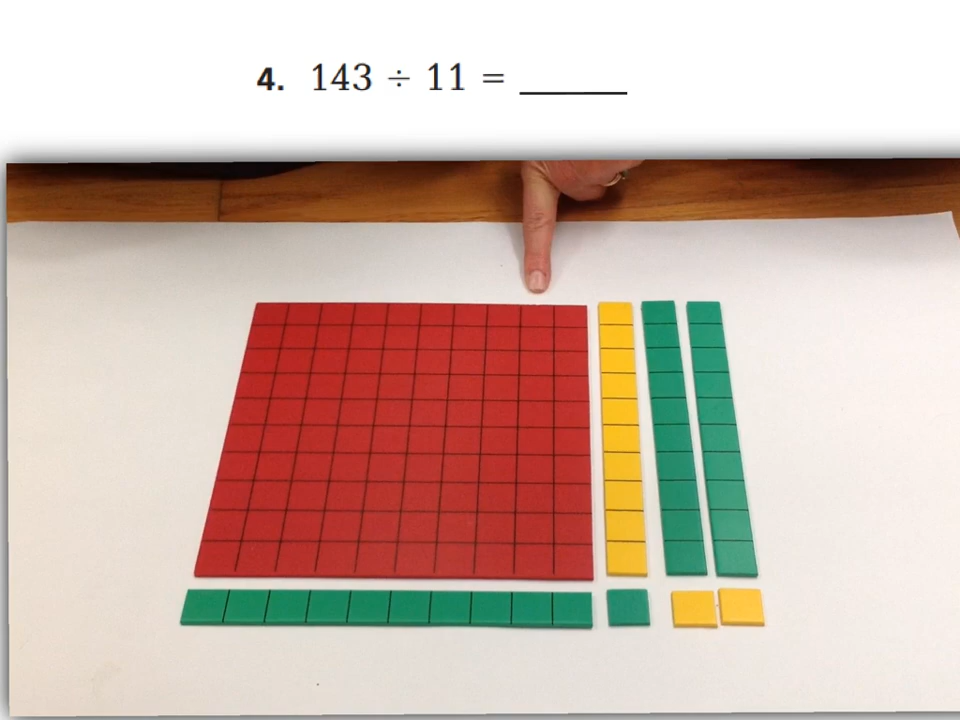 4. 143 ÷ 11 = ______